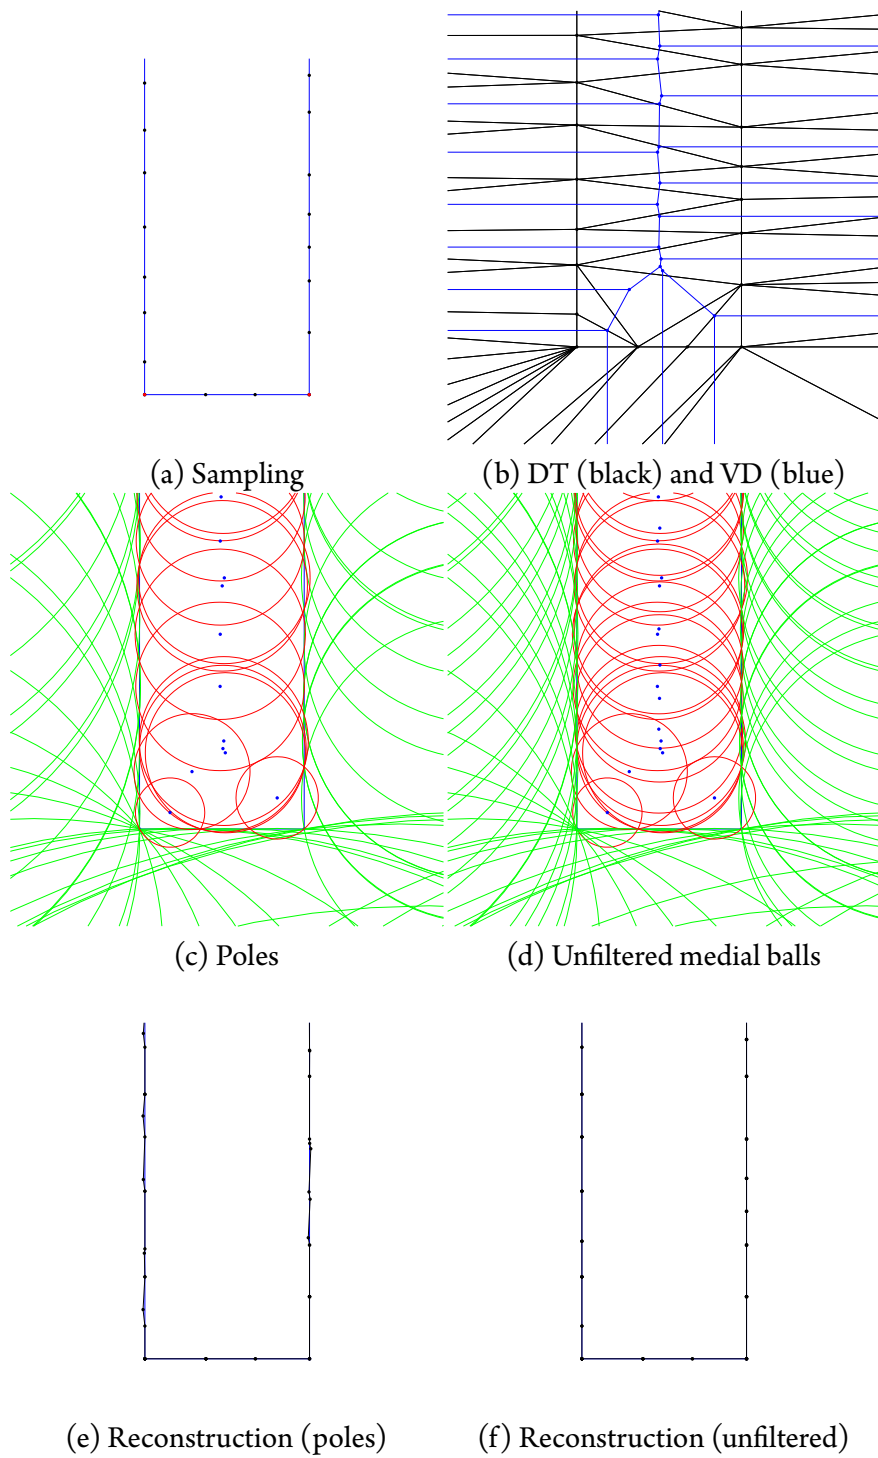 (a) Sampling
(b) DT (black) and VD (blue)
(c) Poles
(d) Unfiltered medial balls
(e) Reconstruction (poles)
(f) Reconstruction (unfiltered)